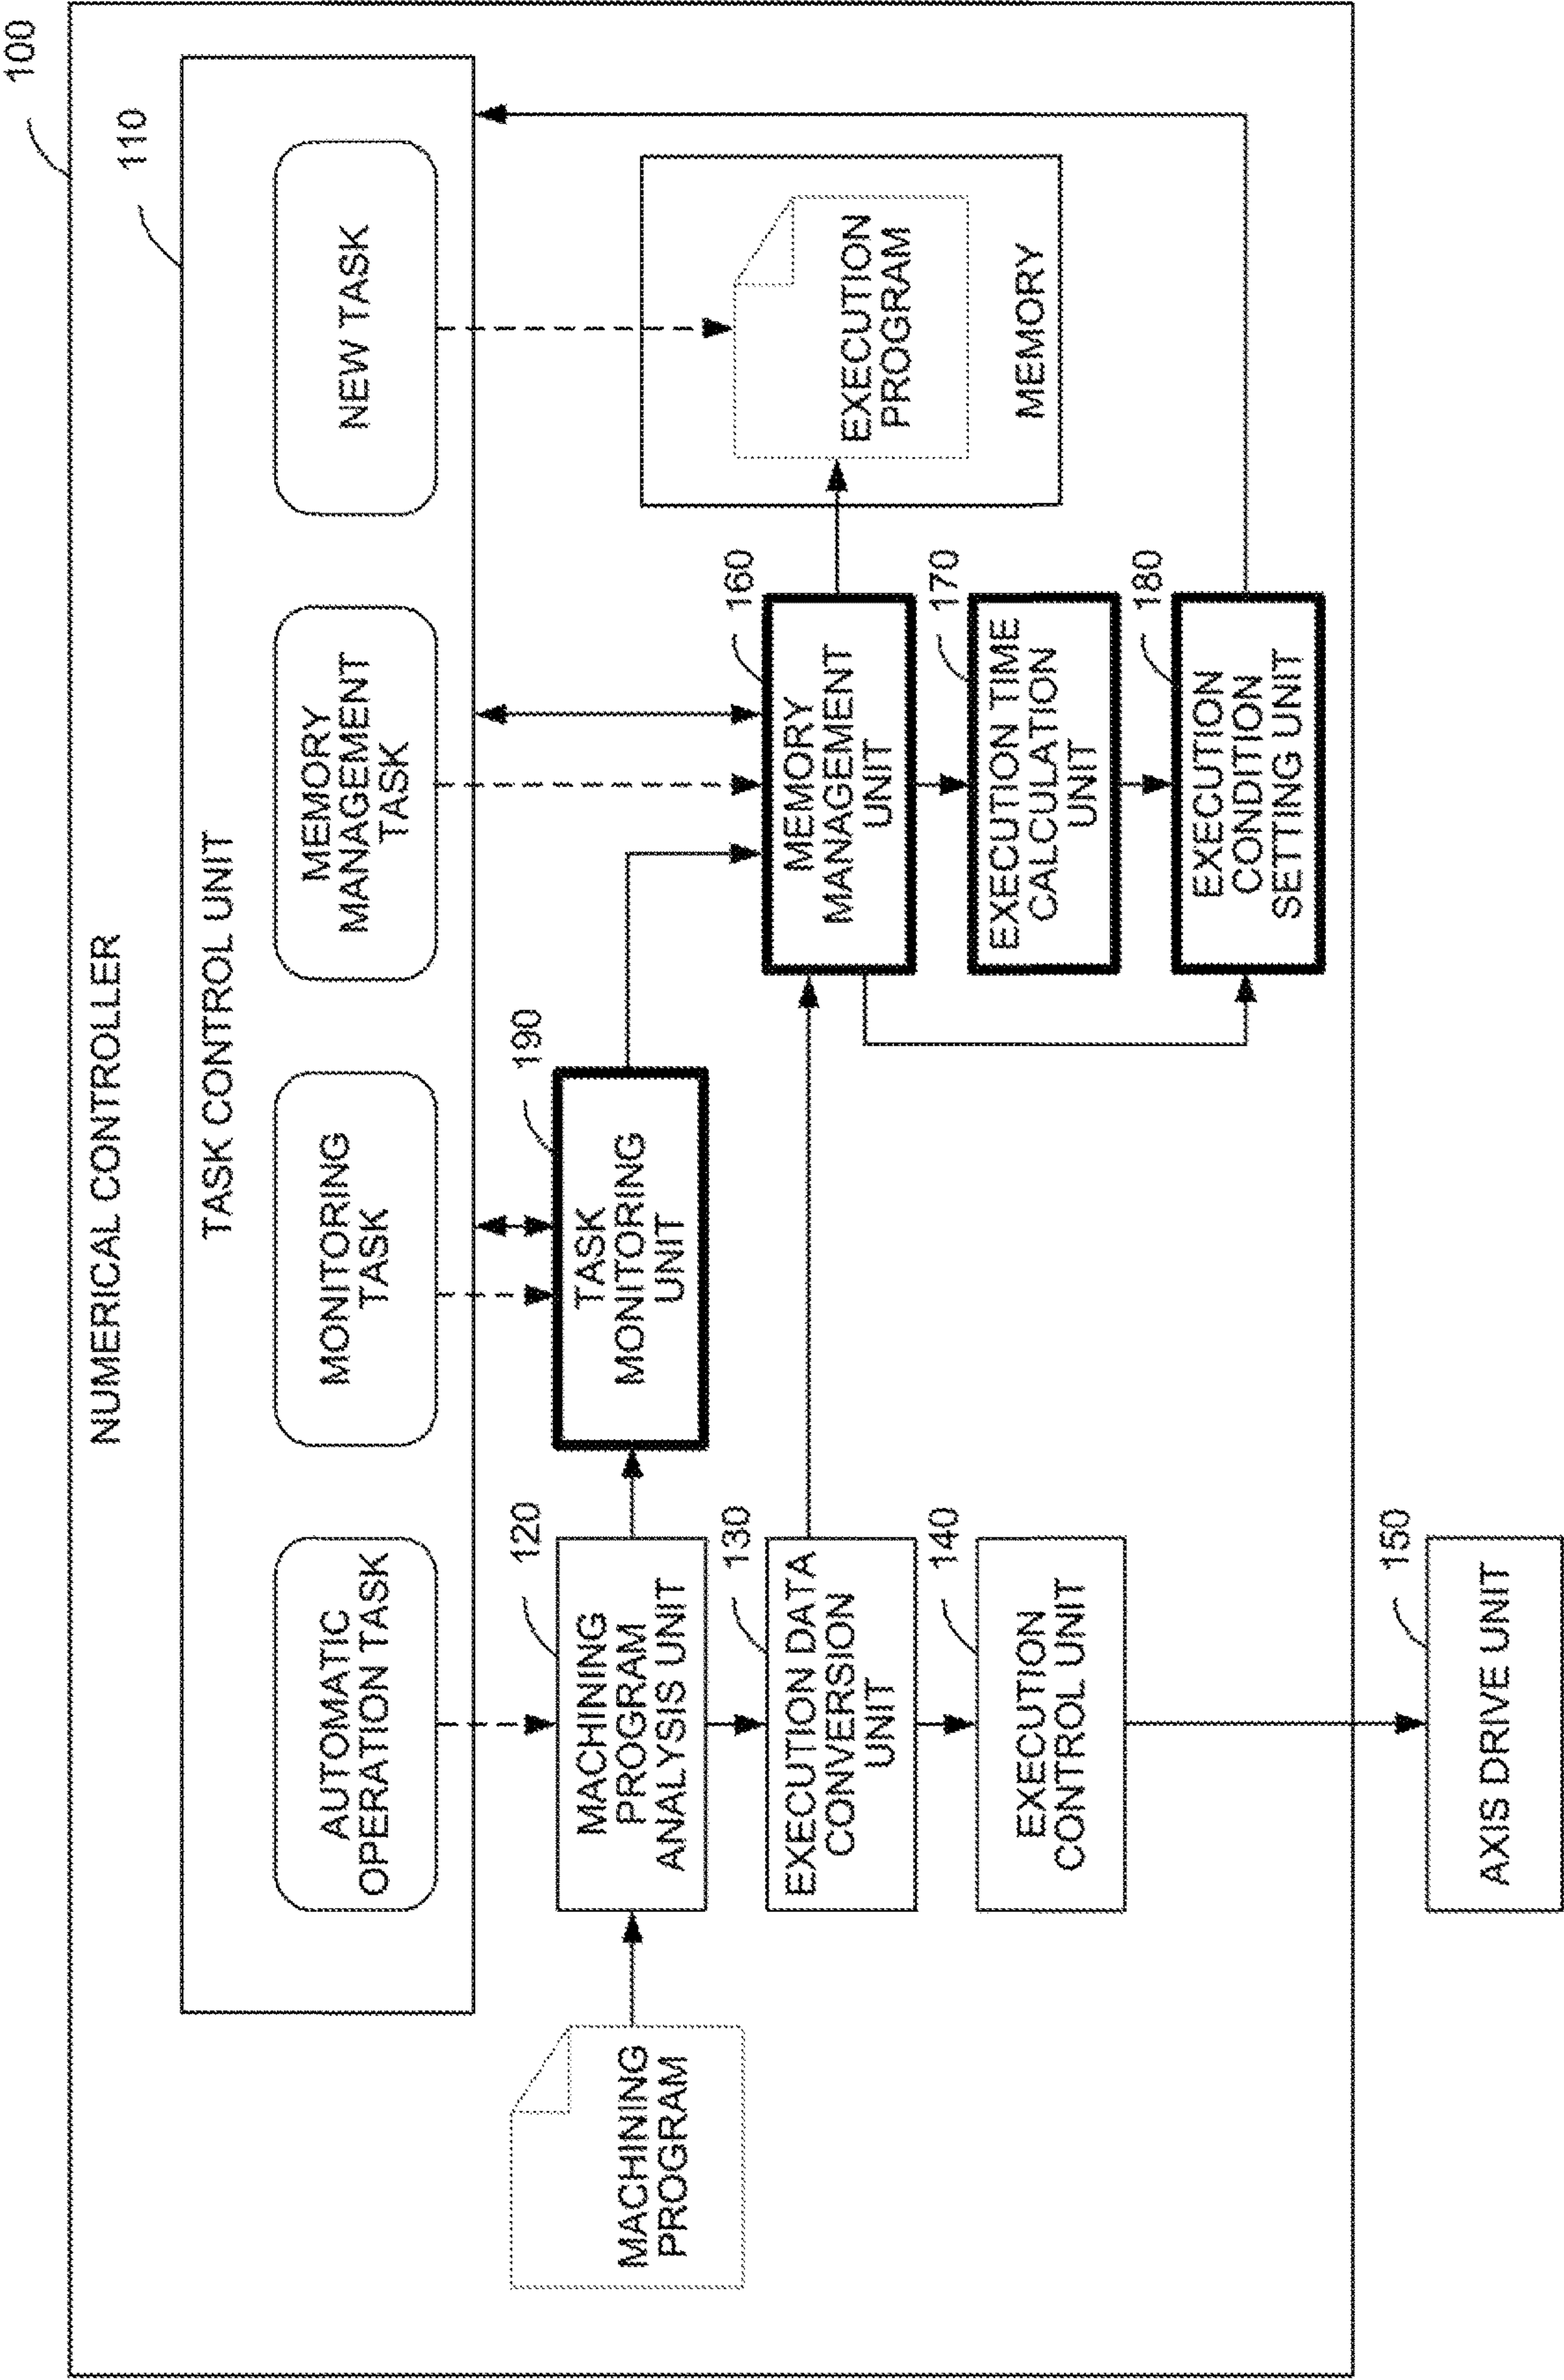 100
NUMERICAL CONTROLLER
110
TASK CONTROL UNIT
AUTOMATIC
OPERATION TASK
MONITORING
TASK
MEMORY
MANAGEMENT
TASK
NEW TASK
MACHINING
PROGRAM
120
MACHINING
PROGRAM
ANALYSIS UNIT
190
TASK
MONITORING
UNIT
130
EXECUTION DATA
CONVERSION
UNIT
160
MEMORY
MANAGEMENT
UNIT
EXECUTION
PROGRAM
MEMORY
140
EXECUTION
CONTROL UNIT
170
EXECUTION TIME
CALCULATION
UNIT
180
EXECUTION
CONDITION
SETTING UNIT
150
AXIS DRIVE UNIT